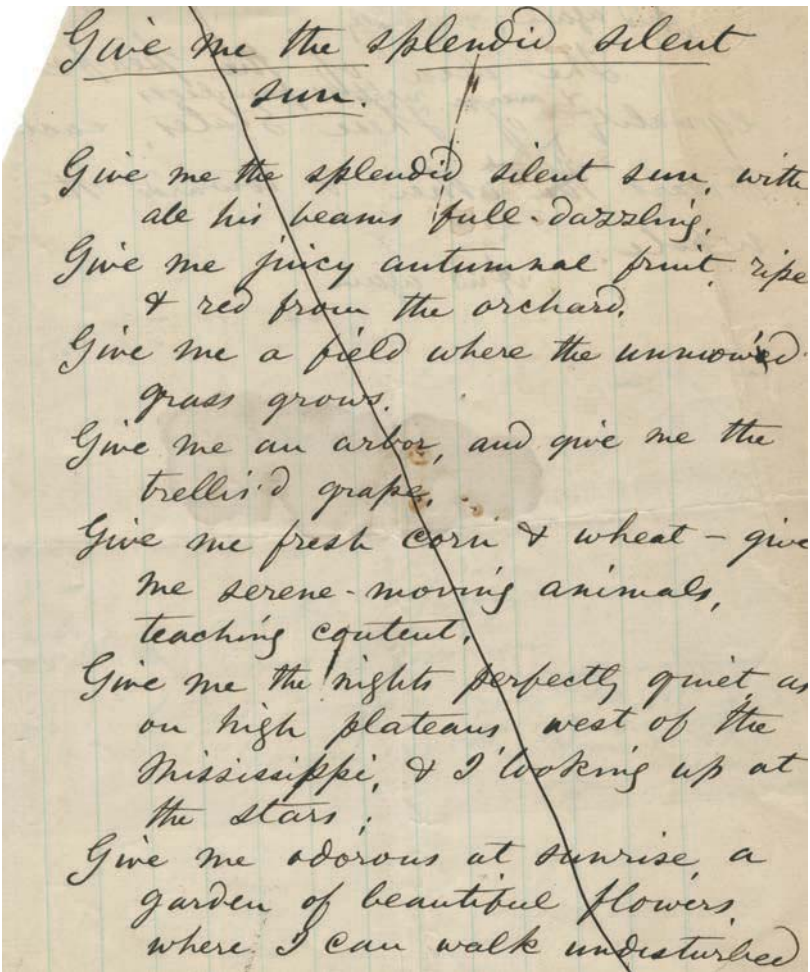 Give me the splendid silent
sun.
Give me the splendid silent sun, with
all his beams full-dazzling,
Give me juicy autumnal fruit, ripe
& red from the orchard,
Give me a field where the unmow'd
grass grows,
Give me an arbor, and give me the
trellis'd grape,
Give me fresh corn & wheat – give
me serene-moving animals,
teaching content,
Give me the nights perfectly quiet, as
on high plateaus west of the
Mississippi, & I looking up at
the stars;
Give me odorous at sunrise a
garden of beautiful flowers
where I can walk undisturbed